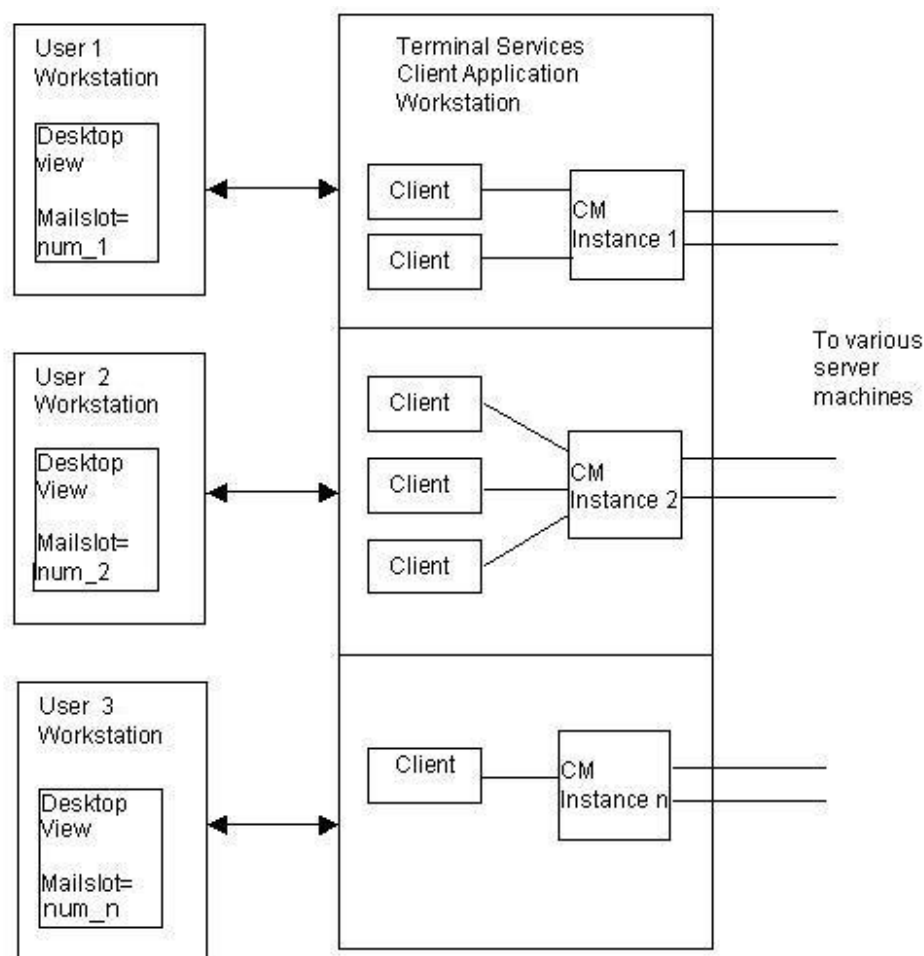 User 1
Workstation
Desktop
view
Mailslot=
num_1
Terminal Services
Client Application
Workstation
Client
Client
CM
Instance 1
User 2
Workstation
Desktop
View
Mailslot=
num_2
Client
Client
Client
CM
Instance 2
To various
server
machines
User 3
Workstation
Desktop
View
Mailslot=
num_n
Client
CM
Instance n